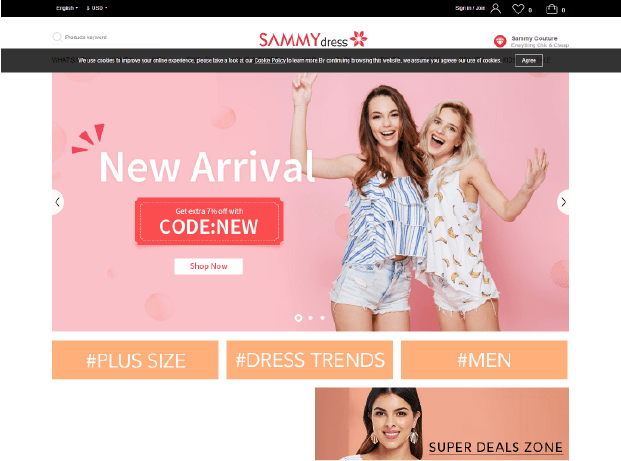 English
$ USD
Sign in / Join
0
0
Products keyword
SAMMYdress
Sammy Couture
Everything Chic & Cheap
We use cookies to improve your online experience, please take a look at our Cookie Policy to learn more. By continuing browsing this website, we assume you agree our use of cookies.
Agree
New Arrival
Get extra 7% off with
CODE:NEW
Shop Now
#PLUS SIZE
#DRESS TRENDS
#MEN
SUPER DEALS ZONE